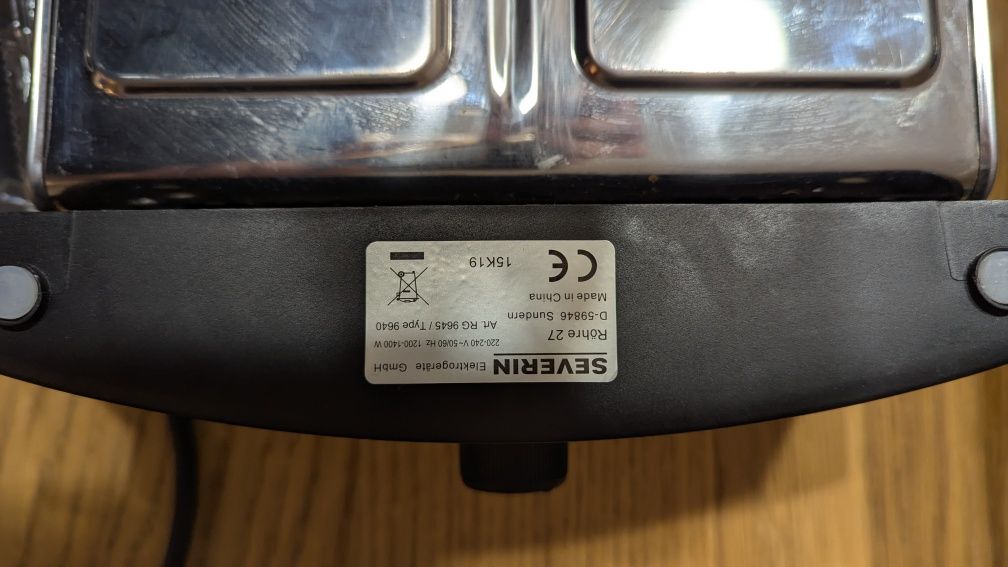 SEVERIN Elektrogeräte GmbH
220-240 V~ 50/60 Hz 1200-1400 W
Röhre 27
Art. RG 9645 / Type 9640
D-59846 Sundern
Made in China
CE
15K19